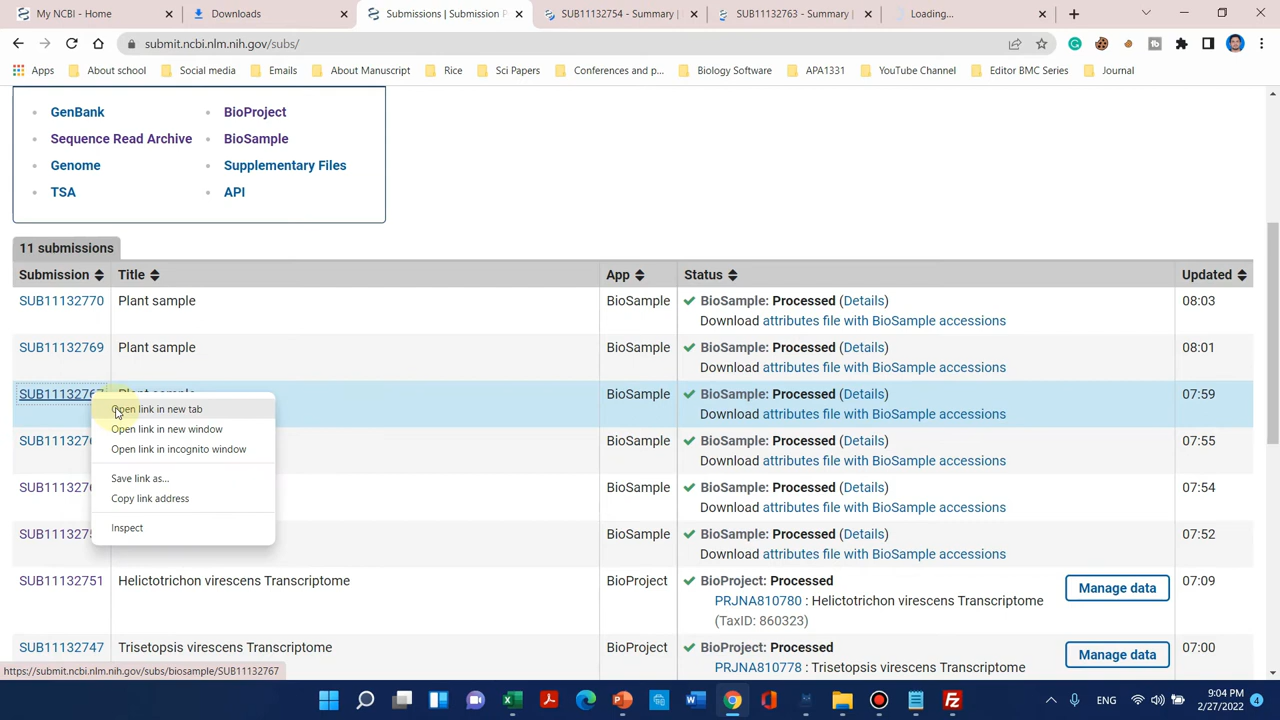 My NCBI - Home
Downloads
Submissions | Submission P
SUB11132754 - Summary |
SUB11132763 - Summary |
Loading...
submit.ncbi.nlm.nih.gov/subs/
Apps
About school
Social media
Emails
About Manuscript
Rice
Sci Papers
Conferences and p...
Biology Software
APA1331
YouTube Channel
Editor BMC Series
Journal
GenBank
BioProject
Sequence Read Archive
BioSample
Genome
Supplementary Files
TSA
API
11 submissions
Submission Title App Status Updated
SUB11132770 Plant sample BioSample BioSample: Processed (Details) 08:03
Download attributes file with BioSample accessions
SUB11132769 Plant sample BioSample BioSample: Processed (Details) 08:01
Download attributes file with BioSample accessions
SUB11132767 Plant sample BioSample BioSample: Processed (Details) 07:59
Download attributes file with BioSample accessions
Open link in new tab
Open link in new window
Open link in incognito window
Save link as...
Copy link address
Inspect
BioSample BioSample: Processed (Details) 07:55
Download attributes file with BioSample accessions
BioSample BioSample: Processed (Details) 07:54
Download attributes file with BioSample accessions
BioSample BioSample: Processed (Details) 07:52
Download attributes file with BioSample accessions
SUB11132751 Helictotrichon virescens Transcriptome BioProject BioProject: Processed Manage data 07:09
PRJNA810780 : Helictotrichon virescens Transcriptome
(TaxID: 860323)
SUB11132747 Trisetopsis virescens Transcriptome BioProject BioProject: Processed Manage data 07:00
PRJNA810778 : Trisetopsis virescens Transcriptome
https://submit.ncbi.nlm.nih.gov/subs/biosample/SUB11132767
ENG
9:04 PM
2/27/2022
4